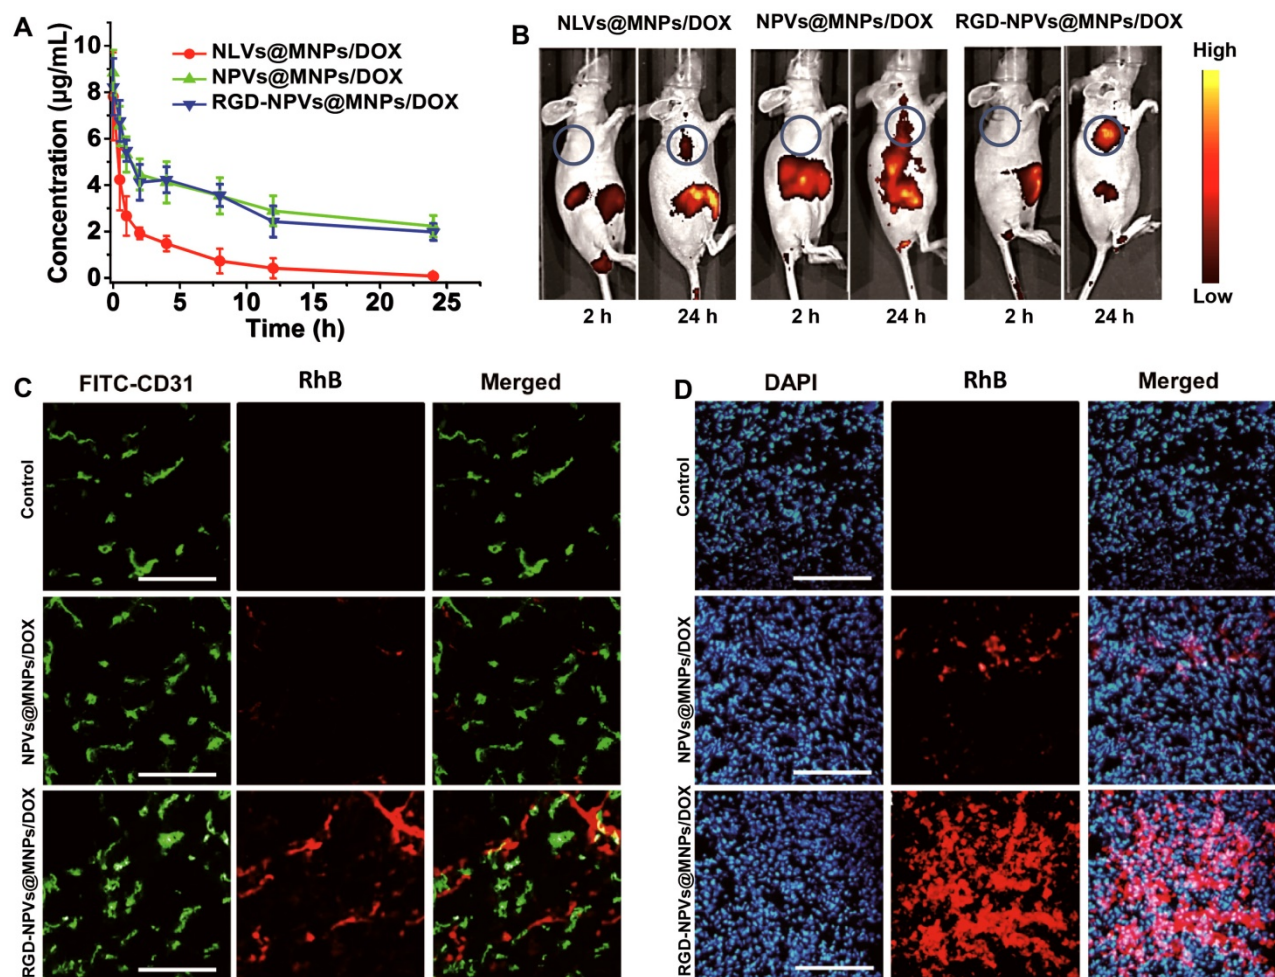 A
Concentration (μg/mL)
10
8
6
4
2
0
NLVs@MNPs/DOX
NPVs@MNPs/DOX
RGD-NPVs@MNPs/DOX
0 5 10 15 20 25
Time (h)
B
NLVs@MNPs/DOX NPVs@MNPs/DOX RGD-NPVs@MNPs/DOX
2 h 24 h 2 h 24 h 2 h 24 h
High
Low
C
FITC-CD31 RhB Merged
Control
NPVs@MNPs/DOX
RGD-NPVs@MNPs/DOX
D
DAPI RhB Merged
Control
NPVs@MNPs/DOX
RGD-NPVs@MNPs/DOX